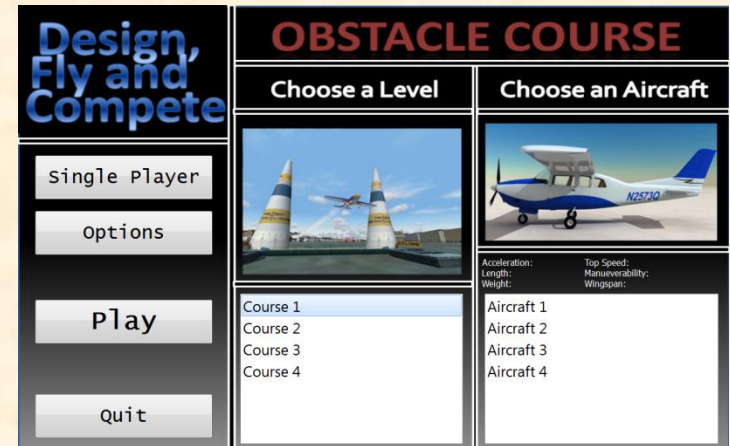 Design,
Fly and
Compete
OBSTACLE COURSE
Choose a Level
Choose an Aircraft
Single Player
Options
Play
Quit
N2573Q
Acceleration:
Top Speed:
Length:
Manueverability:
Weight:
Wingspan:
Course 1
Course 2
Course 3
Course 4
Aircraft 1
Aircraft 2
Aircraft 3
Aircraft 4